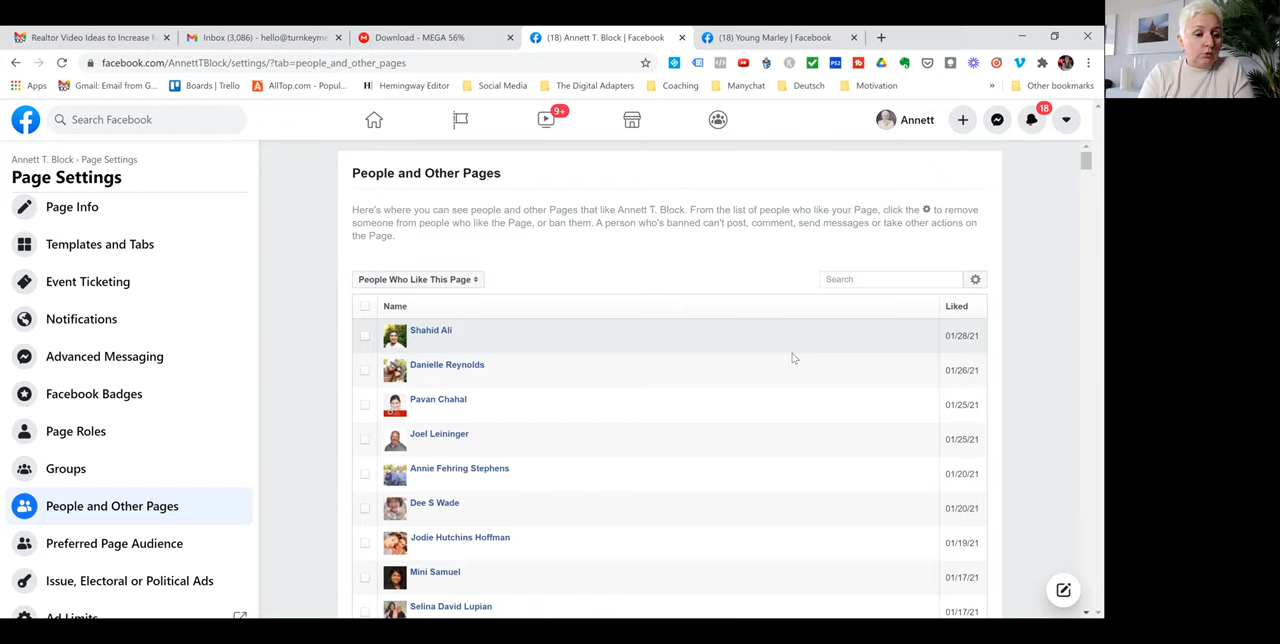 Realtor Video Ideas to Increase
Inbox (3,086) - hello@turnkeyme
Download - MEGA 56%
(18) Annett T. Block | Facebook
(18) Young Marley | Facebook
facebook.com/AnnettTBlock/settings/?tab=people_and_other_pages
Apps
Gmail: Email from G...
Boards | Trello
AllTop.com - Popul...
Hemingway Editor
Social Media
The Digital Adapters
Coaching
Manychat
Deutsch
Motivation
»
Other bookmarks
Search Facebook
9+
Annett
18
Annett T. Block › Page Settings
Page Settings
Page Info
Templates and Tabs
Event Ticketing
Notifications
Advanced Messaging
Facebook Badges
Page Roles
Groups
People and Other Pages
Preferred Page Audience
Issue, Electoral or Political Ads
Ad Limits
People and Other Pages
Here's where you can see people and other Pages that like Annett T. Block. From the list of people who like your Page, click the to remove
someone from people who like the Page, or ban them. A person who's banned can't post, comment, send messages or take other actions on
the Page.
People Who Like This Page
Search
Name Liked
Shahid Ali 01/28/21
Danielle Reynolds 01/26/21
Pavan Chahal 01/25/21
Joel Leininger 01/25/21
Annie Fehring Stephens 01/20/21
Dee S Wade 01/20/21
Jodie Hutchins Hoffman 01/19/21
Mini Samuel 01/17/21
Selina David Lupian 01/17/21